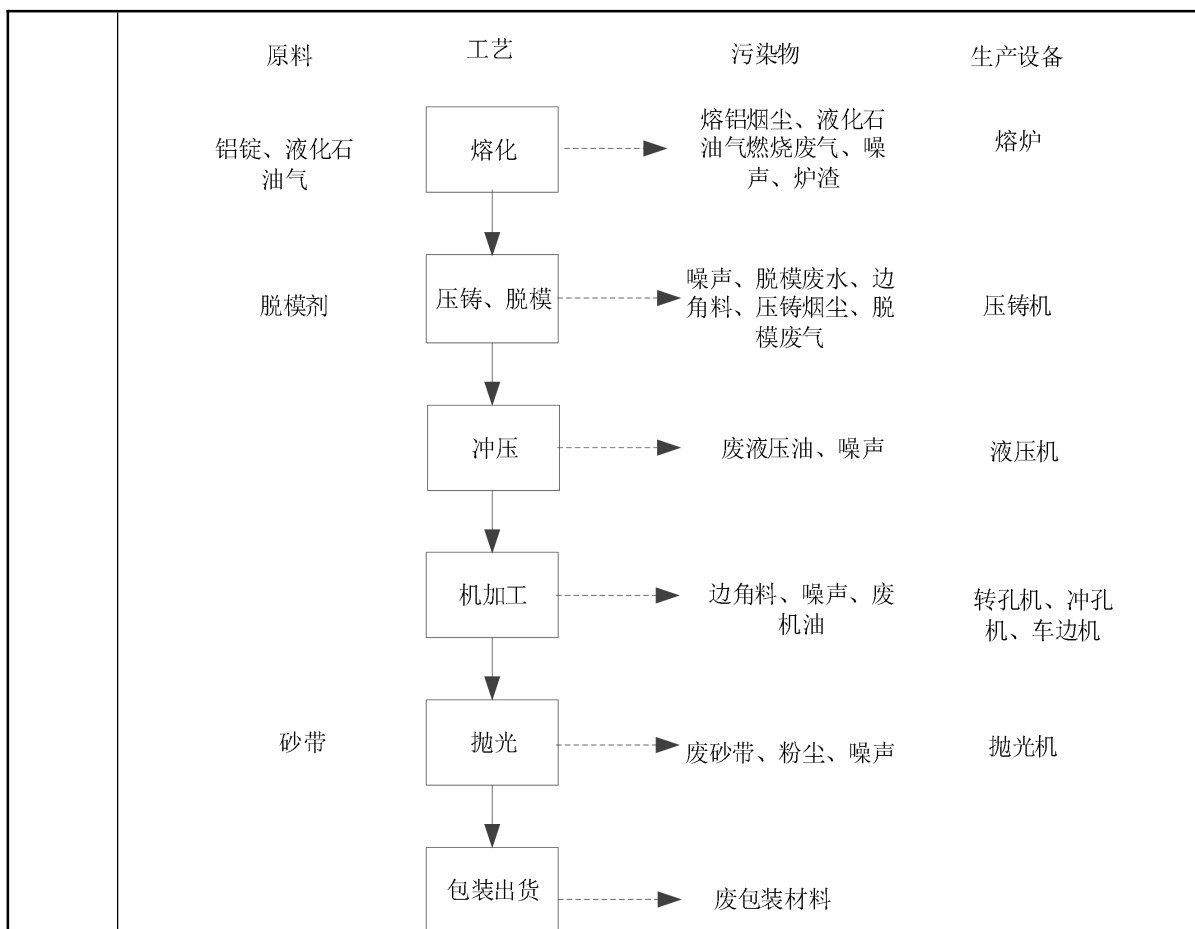 原料
工艺
污染物
生产设备
铝锭、液化石
油气
熔化
熔铝烟尘、液化石
油气燃烧废气、噪
声、炉渣
熔炉
脱模剂
压铸、脱模
噪声、脱模废水、边
角料、压铸烟尘、脱
模废气
压铸机
冲压
废液压油、噪声
液压机
机加工
边角料、噪声、废
机油
转孔机、冲孔
机、车边机
砂带
抛光
废砂带、粉尘、噪声
抛光机
包装出货
废包装材料